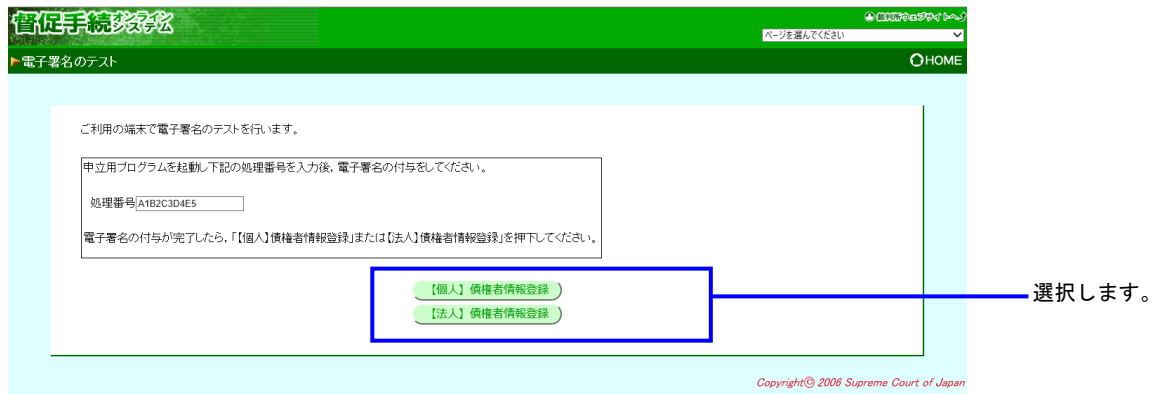 督促手続オンラインシステム
裁判所ウェブサイトへ
ページを選んでください
電子署名のテスト
HOME
ご利用の端末で電子署名のテストを行います。
申立用プログラムを起動し下記の処理番号を入力後，電子署名の付与をしてください。
処理番号 A1B2C3D4E5
電子署名の付与が完了したら，「【個人】債権者情報登録」または【法人】債権者情報登録」を押下してください。
【個人】債権者情報登録
【法人】債権者情報登録
選択します。
Copyright© 2006 Supreme Court of Japan